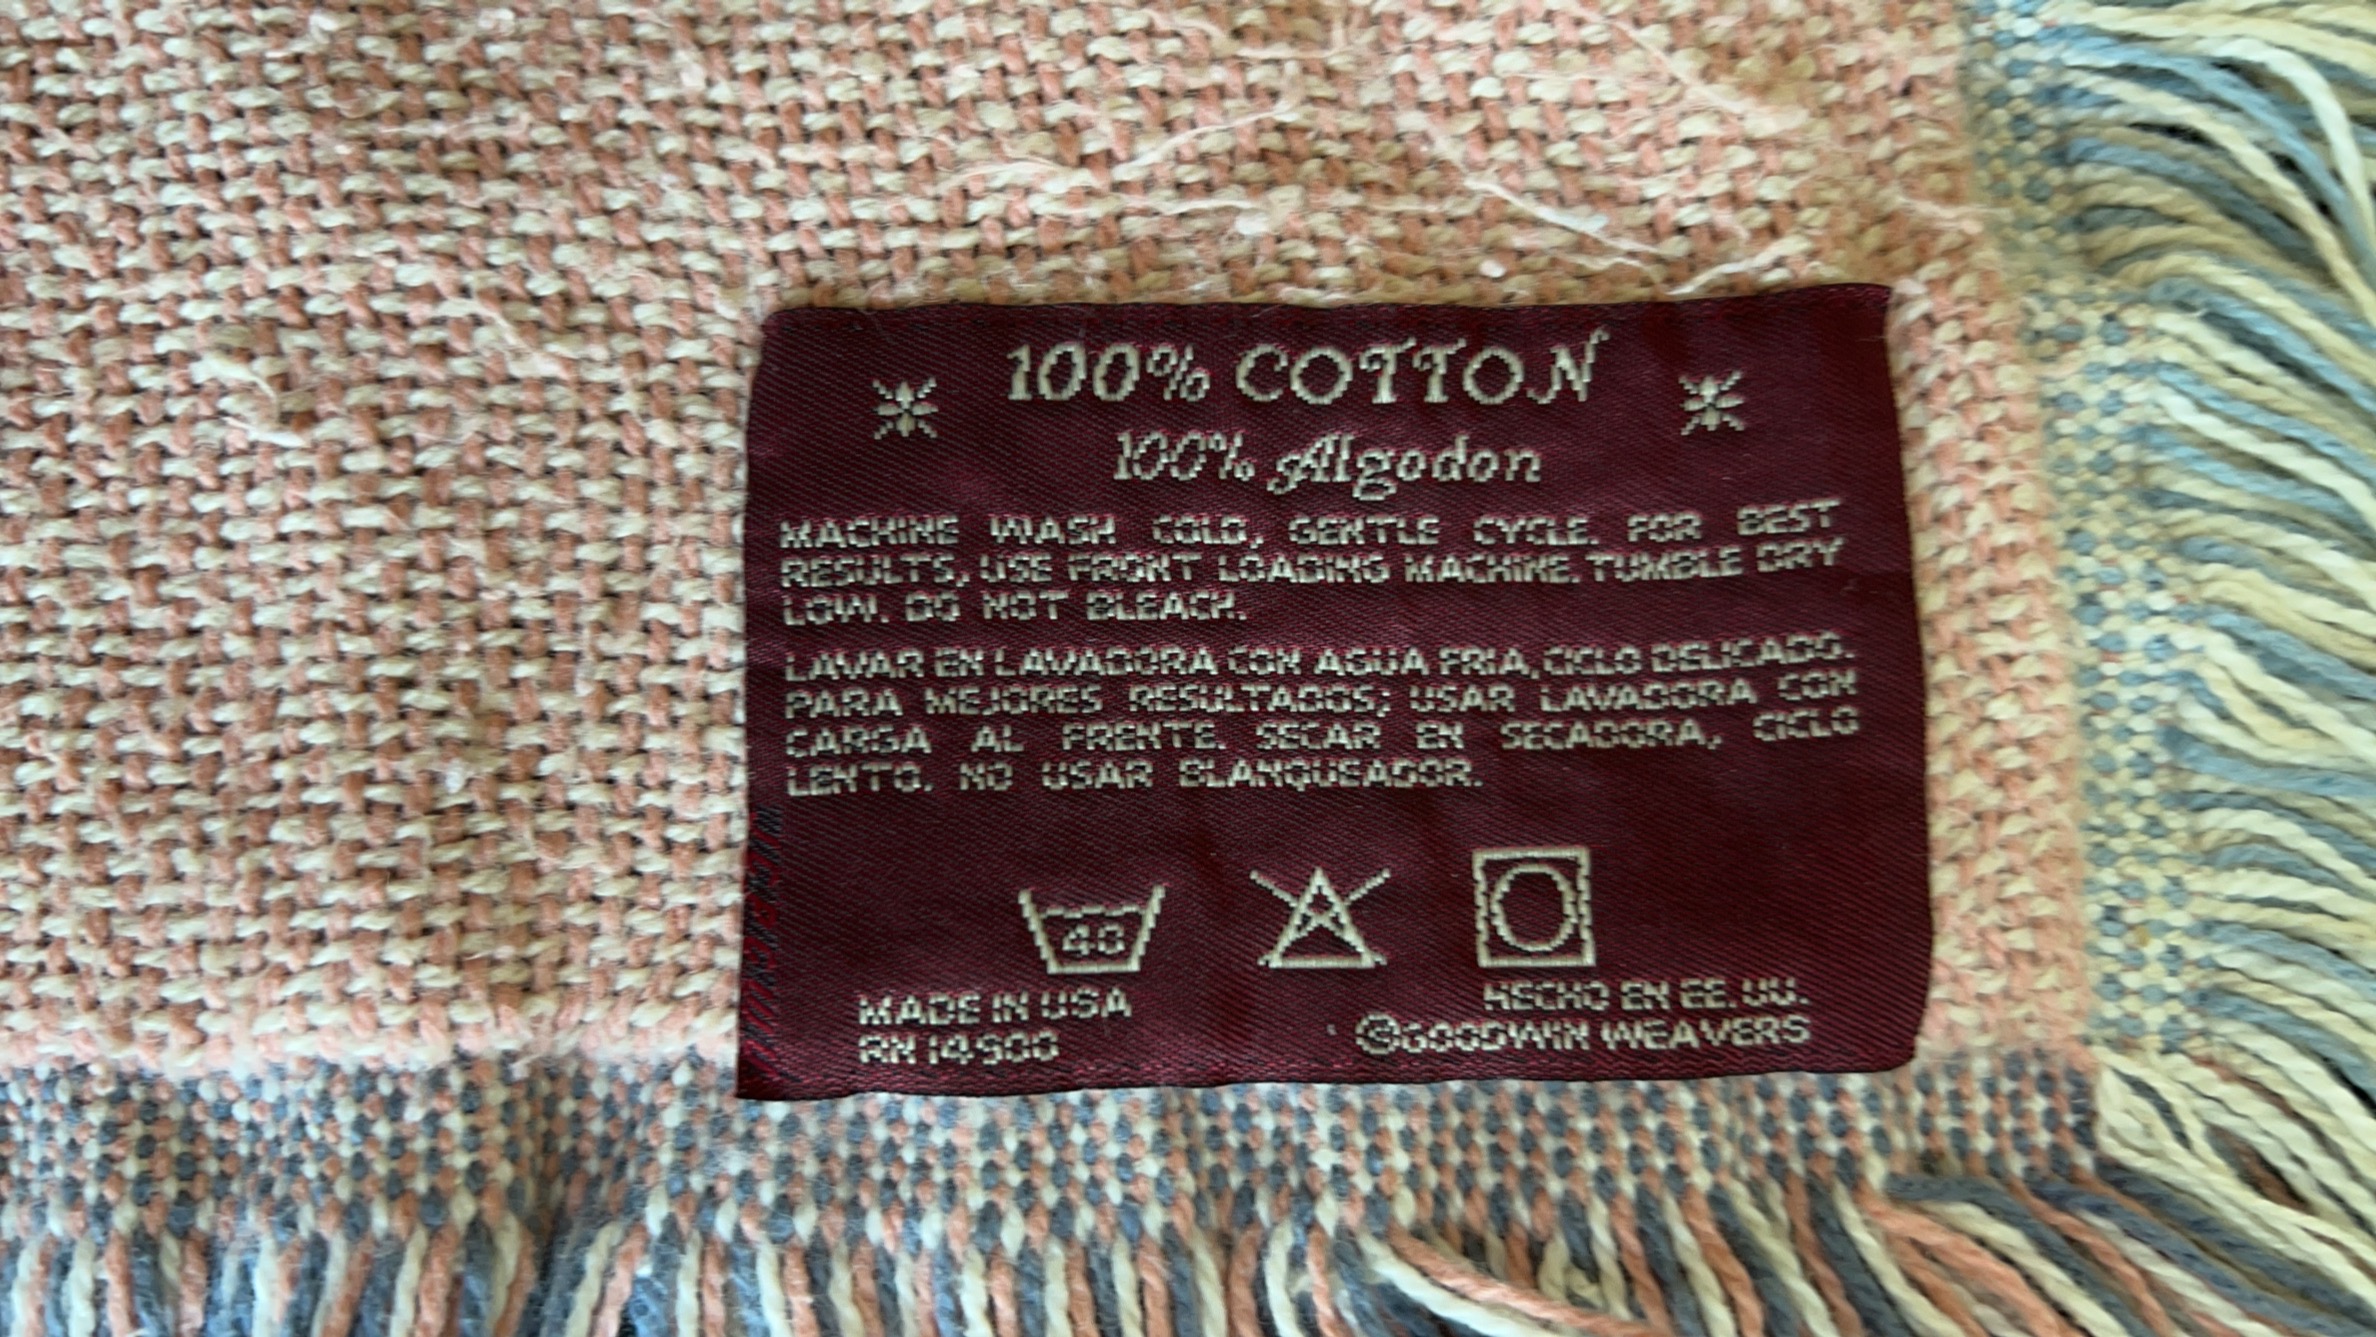 100% COTTON
100% Algodon
MACHINE WASH COLD, GENTLE CYCLE. FOR BEST
RESULTS, USE FRONT LOADING MACHINE. TUMBLE DRY
LOW. DO NOT BLEACH.
LAVAR EN LAVADORA CON AGUA FRIA, CICLO DELICADO.
PARA MEJORES RESULTADOS; USAR LAVADORA CON
CARGA AL FRENTE. SECAR EN SECADORA, CICLO
LENTO. NO USAR BLANQUEADOR.
40
MADE IN USA HECHO EN EE. UU.
RN 14900 ©GOODWIN WEAVERS